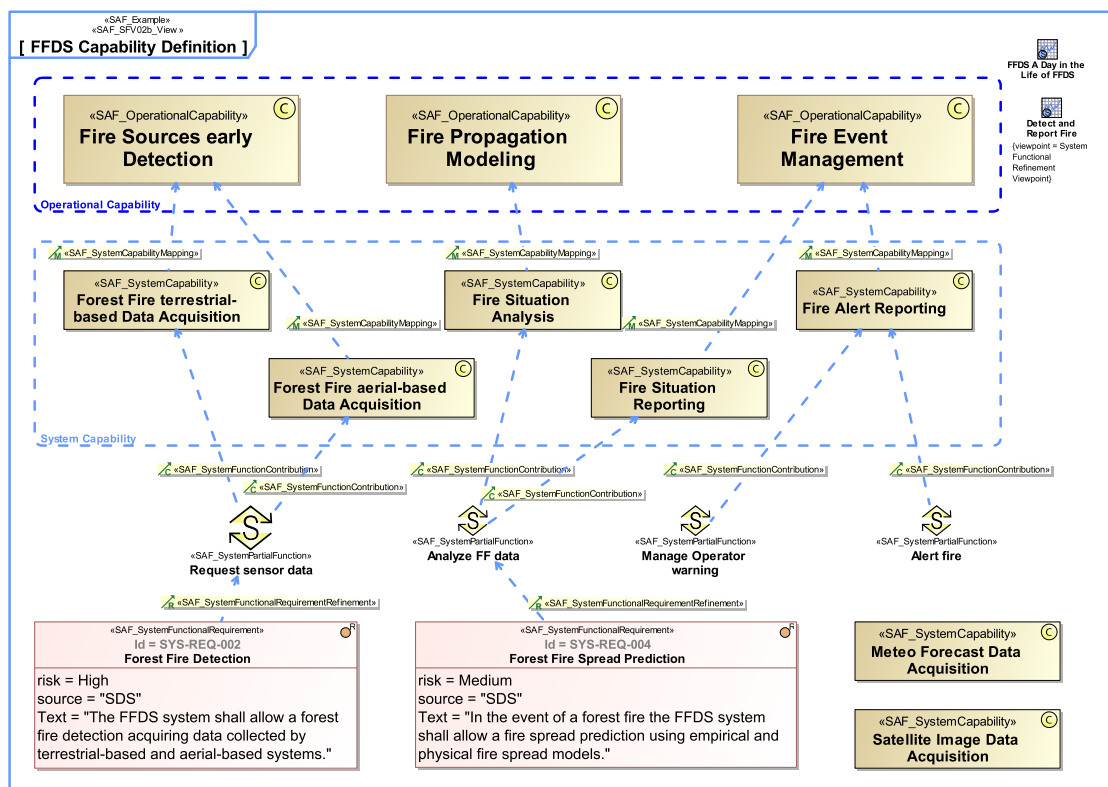 «SAF_Example»
«SAF_SFV02b_View »
[ FFDS Capability Definition ]
FFDS A Day in the
Life of FFDS
Detect and
Report Fire
{viewpoint = System
Functional
Refinement
Viewpoint}
«SAF_OperationalCapability»
Fire Sources early
Detection
C
«SAF_OperationalCapability»
Fire Propagation
Modeling
C
«SAF_OperationalCapability»
Fire Event
Management
C
Operational Capability
M «SAF_SystemCapabilityMapping»
M «SAF_SystemCapabilityMapping»
M «SAF_SystemCapabilityMapping»
«SAF_SystemCapability»
Forest Fire terrestrial-
based Data Acquisition
C
«SAF_SystemCapability»
Fire Situation
Analysis
C
«SAF_SystemCapability»
Fire Alert Reporting
C
M «SAF_SystemCapabilityMapping»
M «SAF_SystemCapabilityMapping»
«SAF_SystemCapability»
Forest Fire aerial-based
Data Acquisition
C
«SAF_SystemCapability»
Fire Situation
Reporting
C
System Capability
C «SAF_SystemFunctionContribution»
C «SAF_SystemFunctionContribution»
C «SAF_SystemFunctionContribution»
C «SAF_SystemFunctionContribution»
C «SAF_SystemFunctionContribution»
C «SAF_SystemFunctionContribution»
S
«SAF_SystemPartialFunction»
Request sensor data
S
«SAF_SystemPartialFunction»
Analyze FF data
S
«SAF_SystemPartialFunction»
Manage Operator
warning
S
«SAF_SystemPartialFunction»
Alert fire
R «SAF_SystemFunctionalRequirementRefinement»
R «SAF_SystemFunctionalRequirementRefinement»
«SAF_SystemFunctionalRequirement»
R
Id = SYS-REQ-002
Forest Fire Detection
risk = High
source = "SDS"
Text = "The FFDS system shall allow a forest
fire detection acquiring data collected by
terrestrial-based and aerial-based systems."
«SAF_SystemFunctionalRequirement»
R
Id = SYS-REQ-004
Forest Fire Spread Prediction
risk = Medium
source = "SDS"
Text = "In the event of a forest fire the FFDS system
shall allow a fire spread prediction using empirical and
physical fire spread models."
«SAF_SystemCapability»
Meteo Forecast Data
Acquisition
C
«SAF_SystemCapability»
Satellite Image Data
Acquisition
C